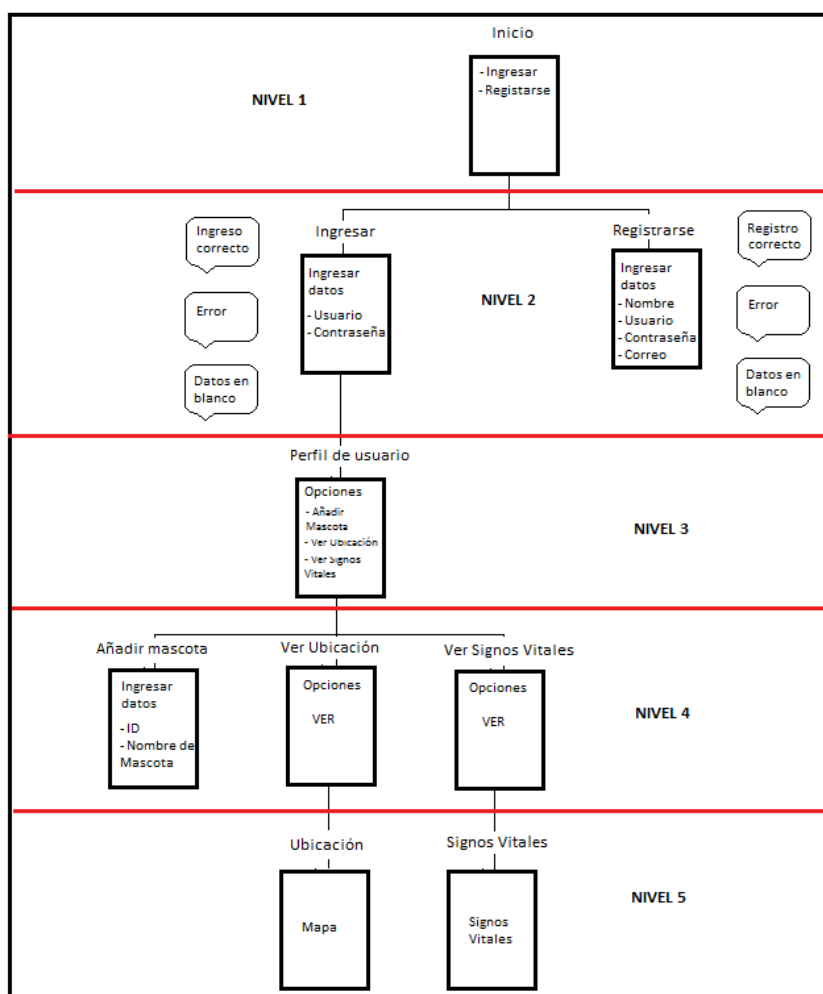 Inicio
- Ingresar
- Registarse
NIVEL 1
Ingreso
correcto
Ingresar
Registrarse
Registro
correcto
Ingresar
datos
- Usuario
- Contraseña
NIVEL 2
Ingresar
datos
- Nombre
- Usuario
- Contraseña
- Correo
Error
Error
Datos en
blanco
Datos en
blanco
Perfil de usuario
Opciones
- Añadir
Mascota
- Ver Ubicación
- Ver Signos
Vitales
NIVEL 3
Añadir mascota
Ver Ubicación
Ver Signos Vitales
Ingresar
datos
- ID
- Nombre de
Mascota
Opciones
VER
Opciones
VER
NIVEL 4
Ubicación
Signos Vitales
Mapa
Signos
Vitales
NIVEL 5